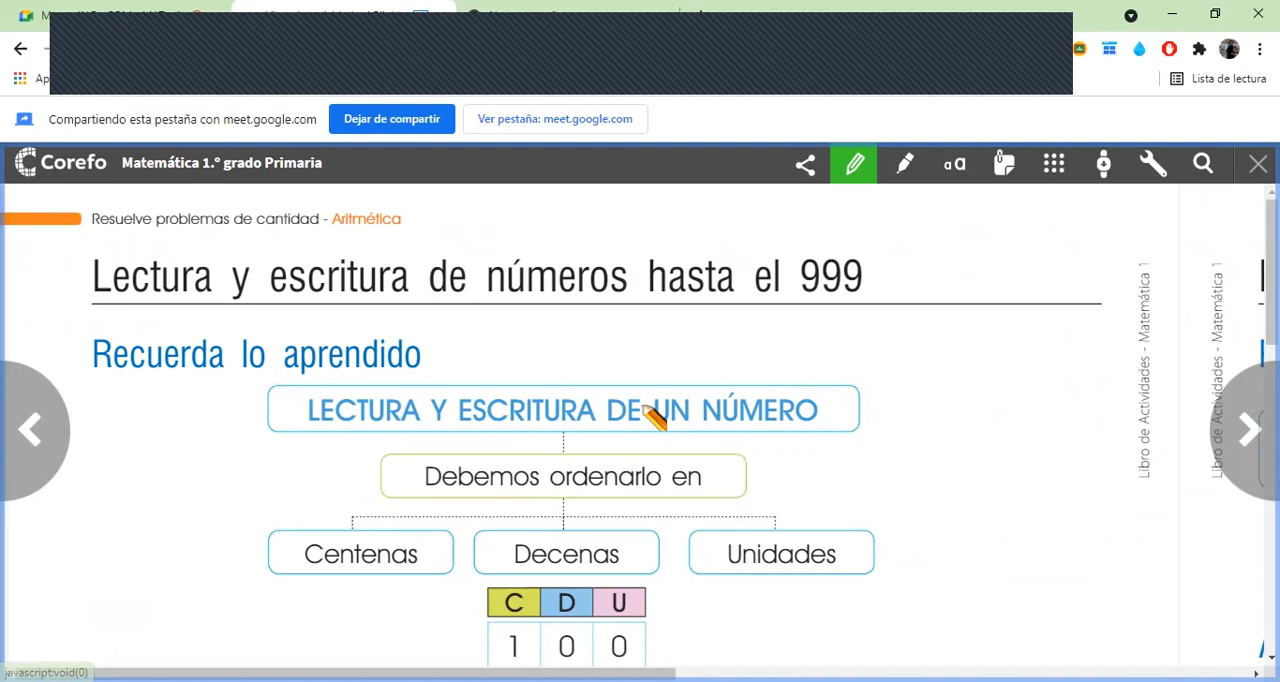 Lista de lectura
Compartiendo esta pestaña con meet.google.com
Dejar de compartir
Ver pestaña: meet.google.com
Corefo
Matemática 1.º grado Primaria
aa
Resuelve problemas de cantidad - Aritmética
Lectura y escritura de números hasta el 999
Recuerda lo aprendido
LECTURA Y ESCRITURA DE UN NÚMERO
Debemos ordenarlo en
Centenas Decenas Unidades
C D U
1 0 0
Libro de Actividades - Matemática 1
Libro de Actividades - Matemática 1
javascript:void(0)